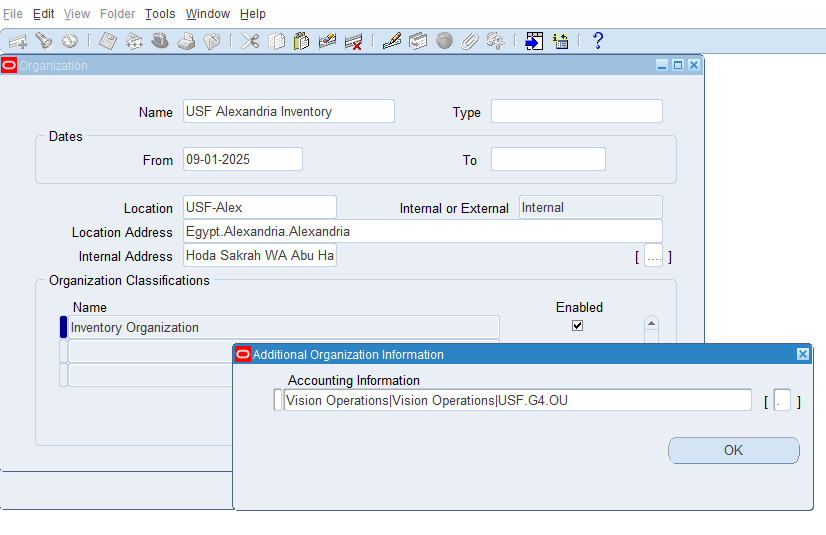 File Edit View Folder Tools Window Help
Organization
Name USF Alexandria Inventory Type
Dates
From 09-01-2025 To
Location USF-Alex Internal or External Internal
Location Address Egypt.Alexandria.Alexandria
Internal Address Hoda Sakrah WA Abu Ha [ .... ]
Organization Classifications
Name Enabled
Inventory Organization
Additional Organization Information
Accounting Information
Vision Operations|Vision Operations|USF.G4.OU [ . ]
OK